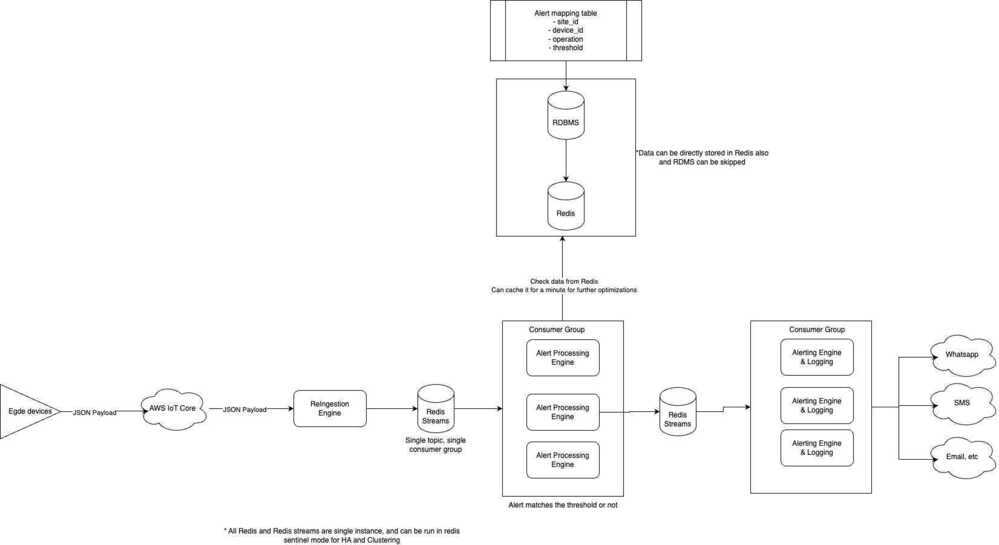 Alert mapping table
- site_id
- device_id
- operation
- threshold
RDBMS
*Data can be directly stored in Redis also
and RDMS can be skipped
Redis
Check data from Redis
Can cache it for a minute for further optimizations
Consumer Group
Alert Processing
Engine
Alert Processing
Engine
Alert Processing
Engine
Alert matches the threshold or not
Consumer Group
Alerting Engine
& Logging
Alerting Engine
& Logging
Alerting Engine
& Logging
Whatsapp
SMS
Email, etc
Egde devices
JSON Payload
AWS IoT Core
JSON Payload
ReIngestion
Engine
Redis
Streams
Single topic, single
consumer group
Redis
Streams
* All Redis and Redis streams are single instance, and can be run in redis
sentinel mode for HA and Clustering